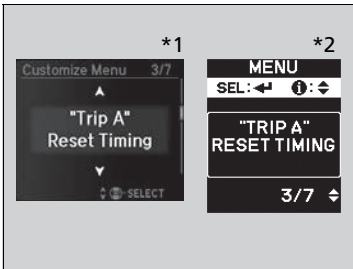 *1
Customize Menu 3/7
"Trip A"
Reset Timing
SELECT
*2
MENU
SEL: :
"TRIP A"
RESET TIMING
3/7